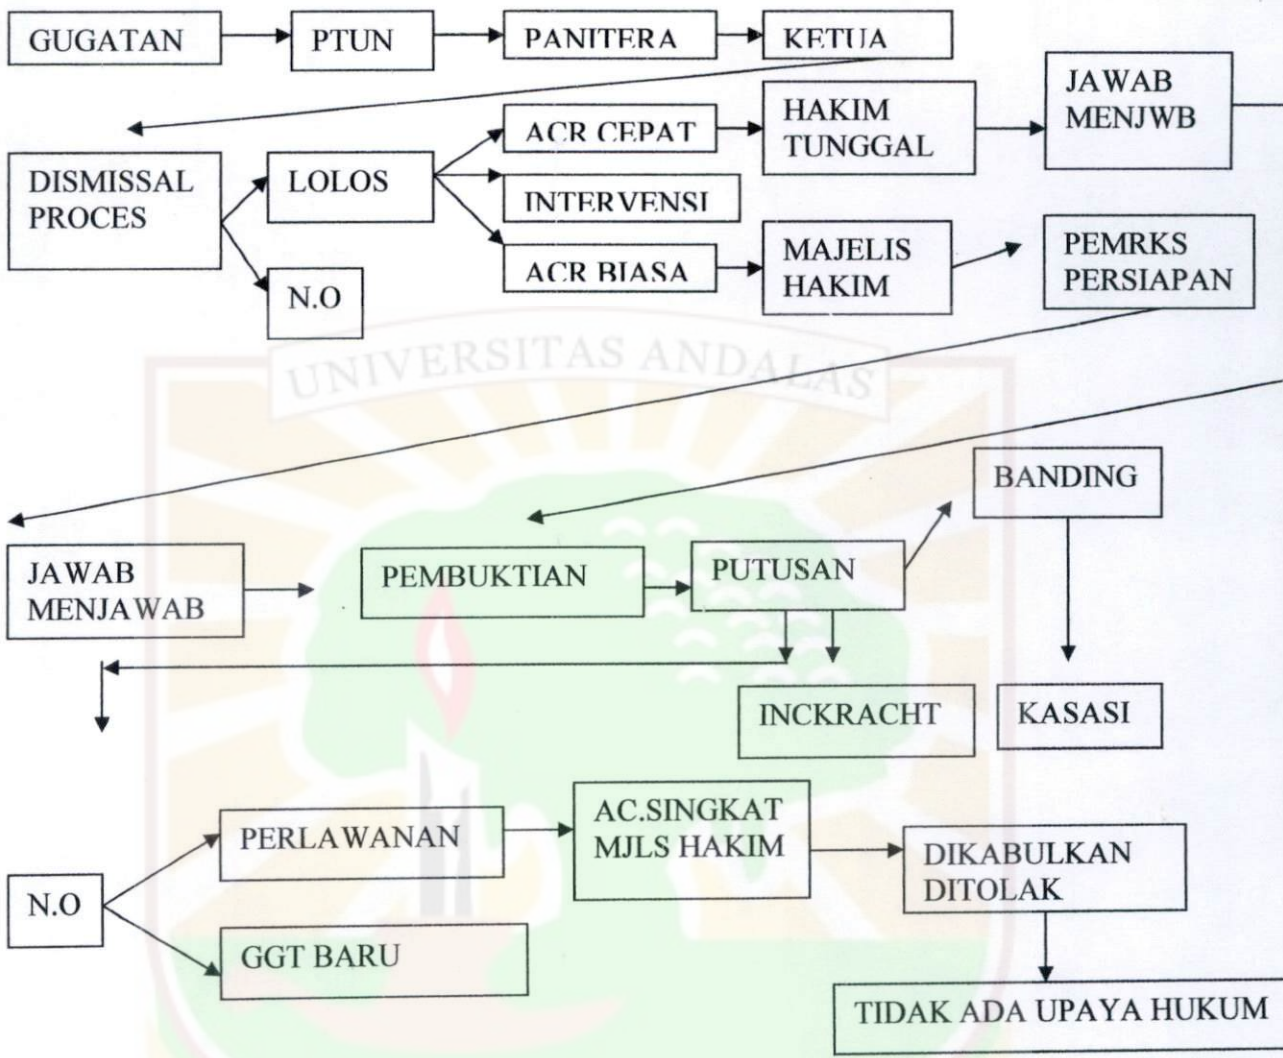 GUGATAN
PTUN
PANITERA
KETUA
DISMISSAL
PROCES
LOLOS
N.O
ACR CEPAT
INTERVENSI
ACR BIASA
HAKIM
TUNGGAL
JAWAB
MENJWB
MAJELIS
HAKIM
PEMRKS
PERSIAPAN
UNIVERSITAS ANDALAS
JAWAB
MENJAWAB
PEMBUKTIAN
PUTUSAN
BANDING
INCKRACHT
KASASI
N.O
PERLAWANAN
GGT BARU
AC.SINGKAT
MJLS HAKIM
DIKABULKAN
DITOLAK
TIDAK ADA UPAYA HUKUM